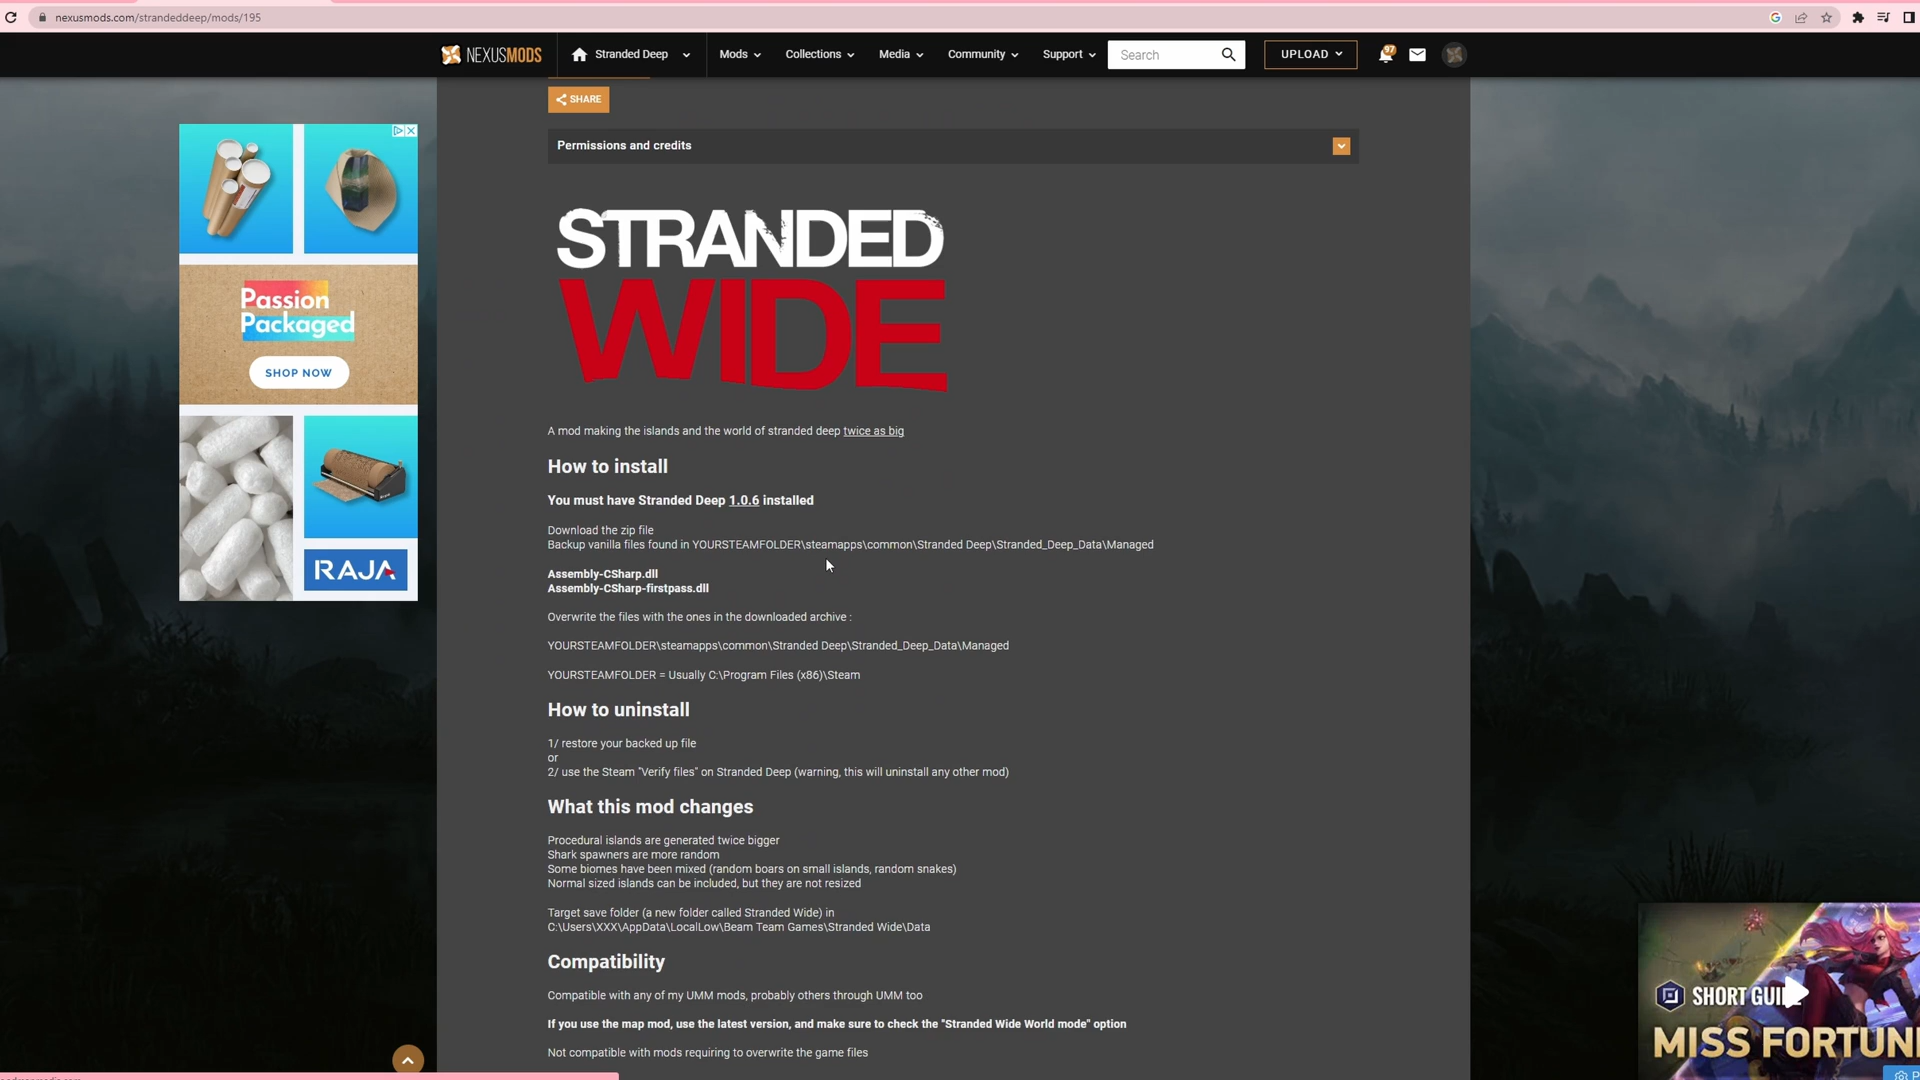 nexusmods.com/strandeddeep/mods/195
NEXUSMODS
Stranded Deep
Mods
Collections
Media
Community
Support
Search
UPLOAD
97
SHARE
Permissions and credits
STRANDED
WIDE
Passion
Packaged
SHOP NOW
RAJA
A mod making the islands and the world of stranded deep twice as big
How to install
You must have Stranded Deep 1.0.6 installed
Download the zip file
Backup vanilla files found in YOURSTEAMFOLDER\steamapps\common\Stranded Deep\Stranded_Deep_Data\Managed
Assembly-CSharp.dll
Assembly-CSharp-firstpass.dll
Overwrite the files with the ones in the downloaded archive :
YOURSTEAMFOLDER\steamapps\common\Stranded Deep\Stranded_Deep_Data\Managed
YOURSTEAMFOLDER = Usually C:\Program Files (x86)\Steam
How to uninstall
1/ restore your backed up file
or
2/ use the Steam "Verify files" on Stranded Deep (warning, this will uninstall any other mod)
What this mod changes
Procedural islands are generated twice bigger
Shark spawners are more random
Some biomes have been mixed (random boars on small islands, random snakes)
Normal sized islands can be included, but they are not resized
Target save folder (a new folder called Stranded Wide) in
C:\Users\XXX\AppData\LocalLow\Beam Team Games\Stranded Wide\Data
Compatibility
Compatible with any of my UMM mods, probably others through UMM too
If you use the map mod, use the latest version, and make sure to check the "Stranded Wide World mode" option
Not compatible with mods requiring to overwrite the game files
SHORT GUI
MISS FORTUN